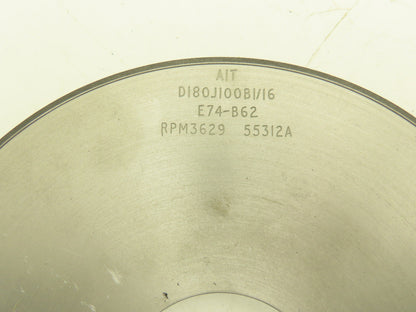 AIT
D180J100B1/16
E74-B62
RPM3629 55312A